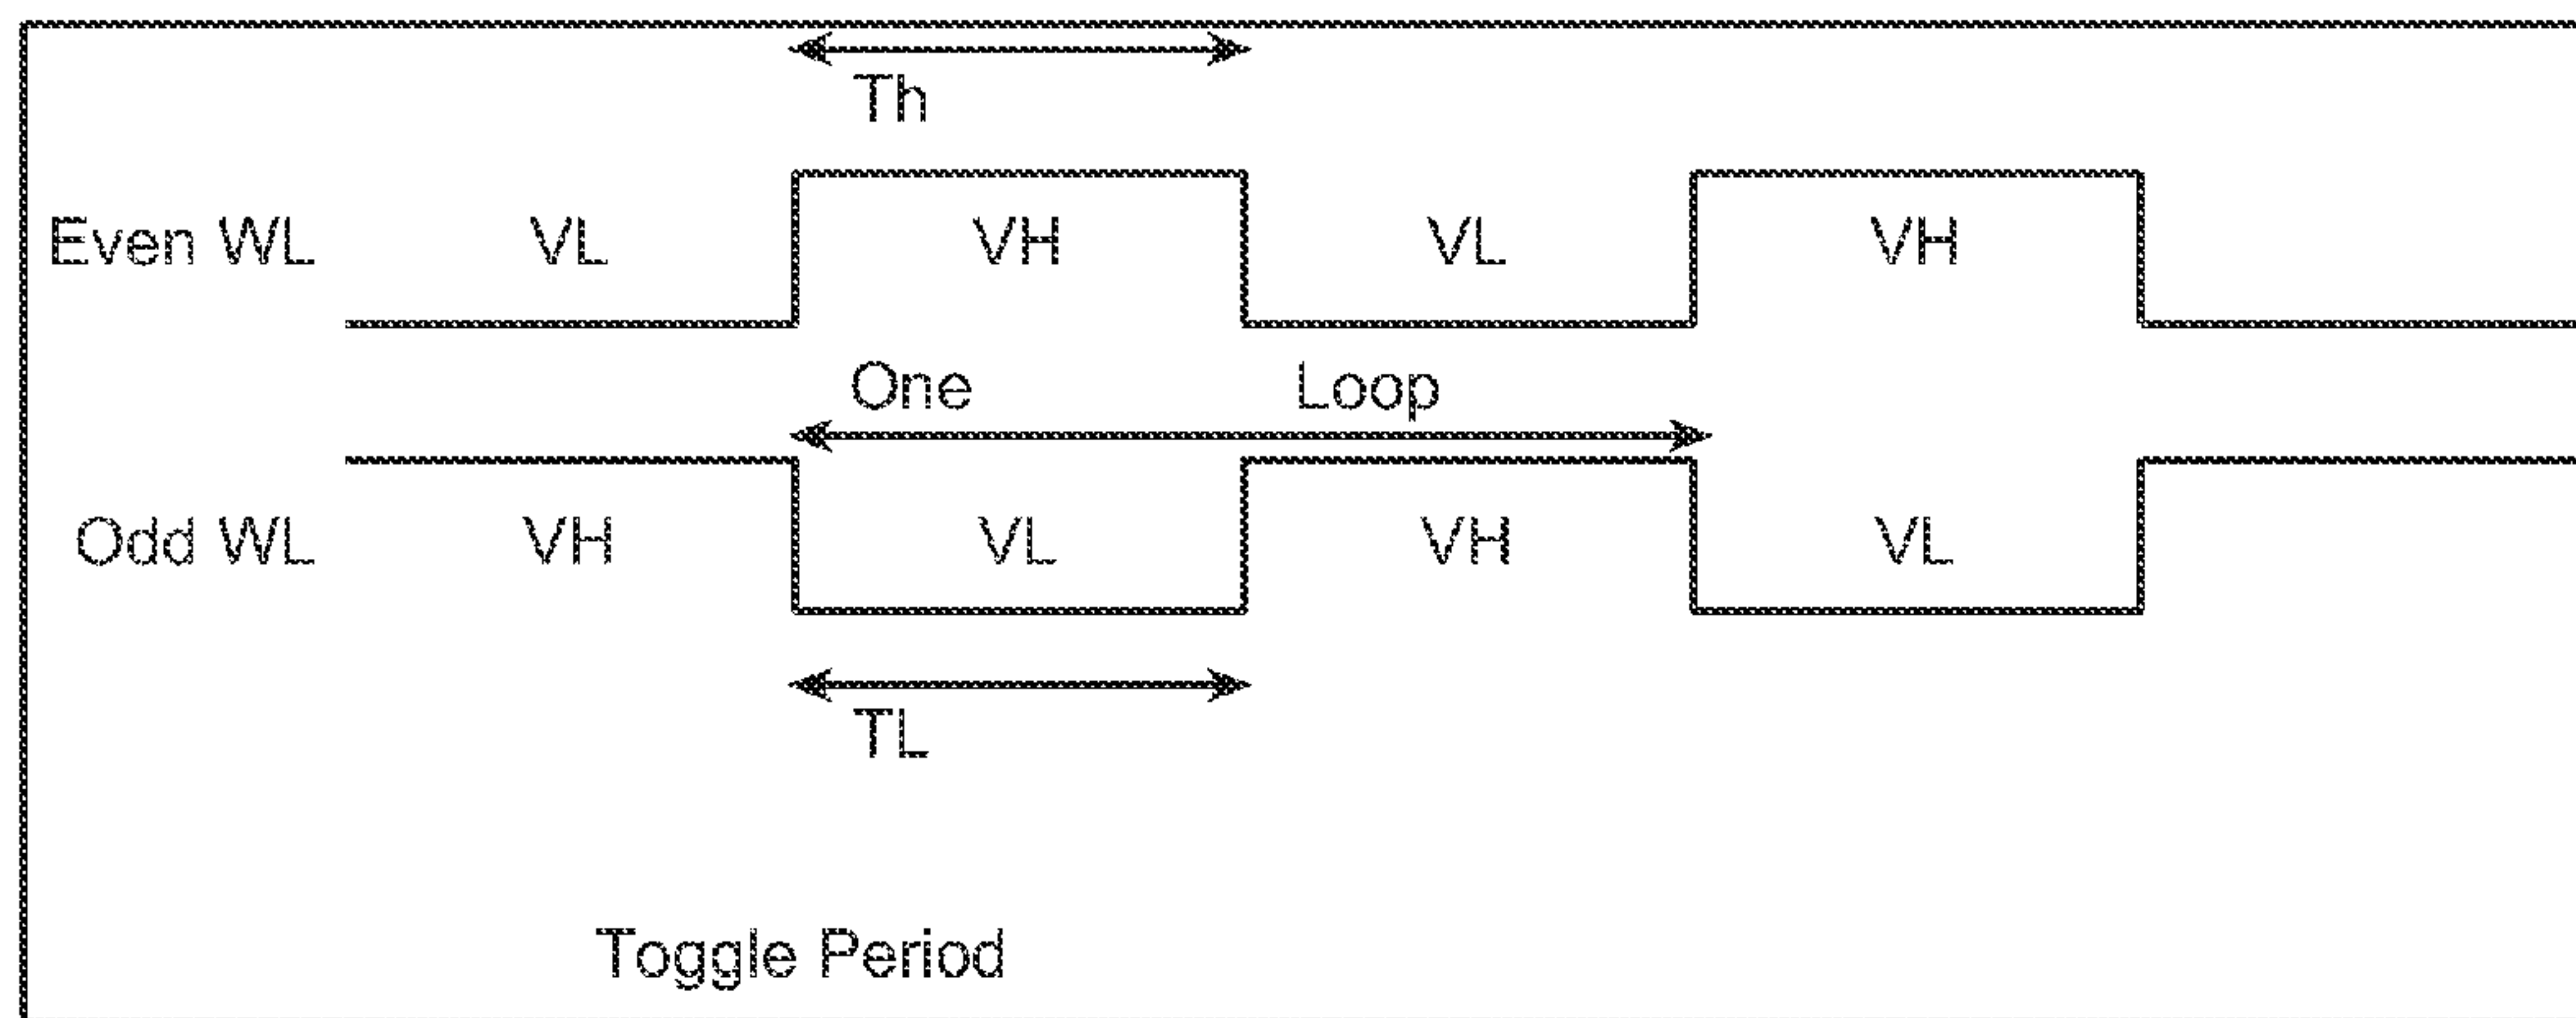 Th
Even WL VL VH VL VH
One Loop
Odd WL VH VL VH VL
TL
Toggle Period